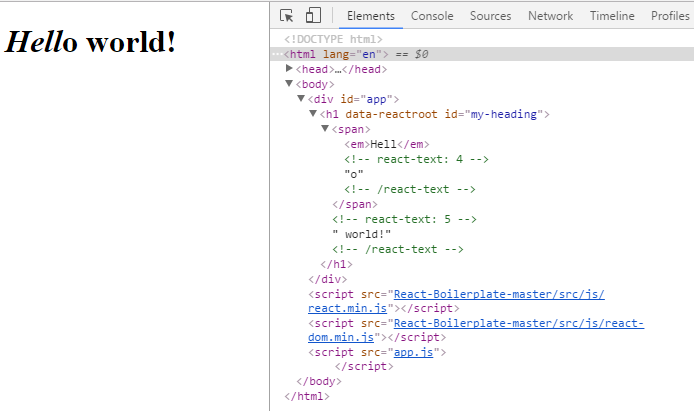 Hello world!
Elements Console Sources Network Timeline Profiles
<!DOCTYPE html>
···<html lang="en"> == $0
▶<head>…</head>
▼<body>
▼<div id="app">
▼<h1 data-reactroot id="my-heading">
▼<span>
<em>Hell</em>
<!-- react-text: 4 -->
"o"
<!-- /react-text -->
</span>
<!-- react-text: 5 -->
" world!"
<!-- /react-text -->
</h1>
</div>
<script src="React-Boilerplate-master/src/js/
react.min.js"></script>
<script src="React-Boilerplate-master/src/js/react-
dom.min.js"></script>
<script src="app.js">
</script>
</body>
</html>